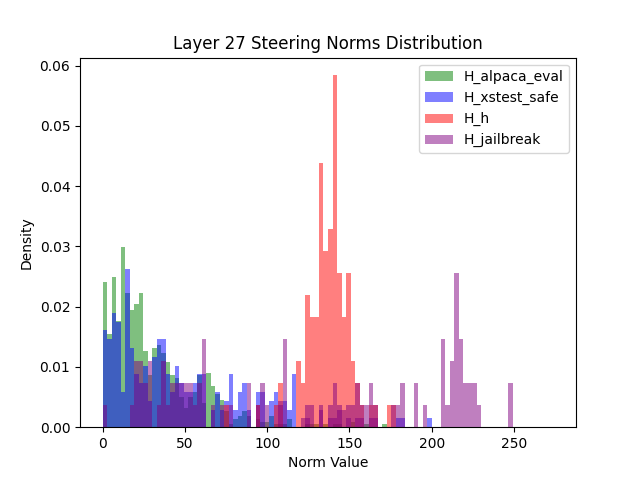 Layer 27 Steering Norms Distribution
H_alpaca_eval
H_xstest_safe
H_h
H_jailbreak
0.06
0.05
0.04
0.03
0.02
0.01
0.00
Density
0
50
100
150
200
250
Norm Value